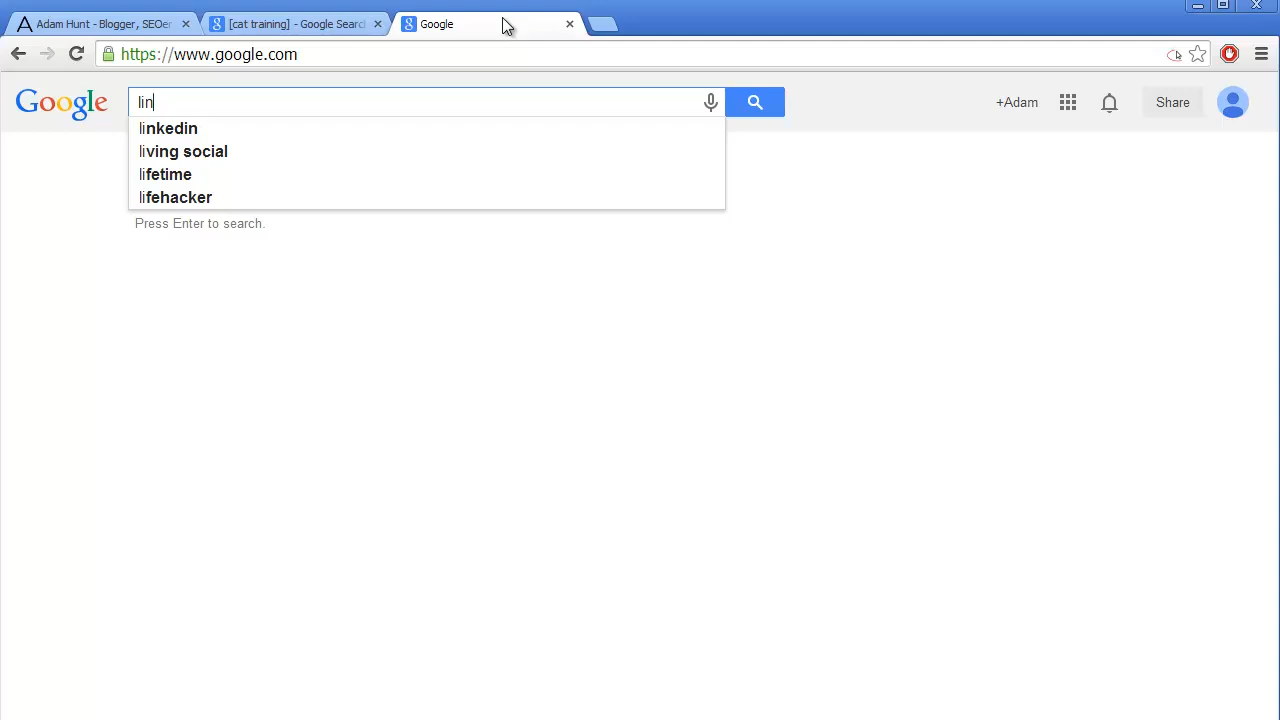 Adam Hunt - Blogger, SEOer
[cat training] - Google Search
Google
https://www.google.com
Google
lin
+Adam
Share
linkedin
living social
lifetime
lifehacker
Press Enter to search.